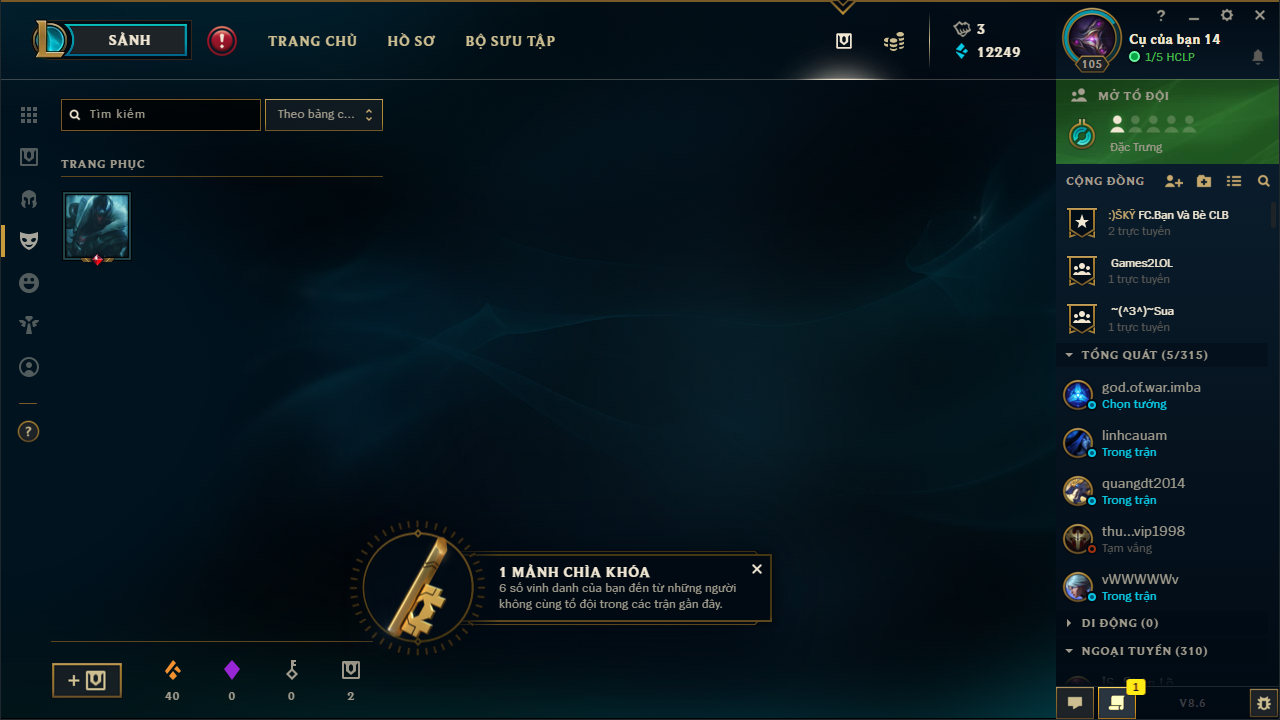 SẢNH
!
TRANG CHỦ
HỒ SƠ
BỘ SƯU TẬP
3
12249
?
Cụ của bạn 14
105
1/5 HCLP
Tìm kiếm
Theo bảng c...
TRANG PHỤC
?
MỞ TỔ ĐỘI
Đặc Trưng
CỘNG ĐỒNG
:)ŠKÝ FC.Bạn Và Bè CLB
2 trực tuyến
Games2LOL
1 trực tuyến
~(^3^)~Sua
1 trực tuyến
TỔNG QUÁT (5/315)
god.of.war.imba
Chọn tướng
linhcauam
Trong trận
quangdt2014
Trong trận
thu...vip1998
Tạm vắng
vWWWWWv
Trong trận
DI ĐỘNG (0)
NGOẠI TUYẾN (310)
1 MẢNH CHÌA KHÓA
6 số vinh danh của bạn đến từ những người
không cùng tổ đội trong các trận gần đây.
+
40
0
0
2
1
V8.6